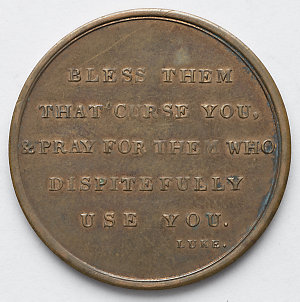 BLESS THEM
THAT CURSE YOU,
& PRAY FOR THEM WHO
DISPITEFULLY
USE YOU.
LUKE.